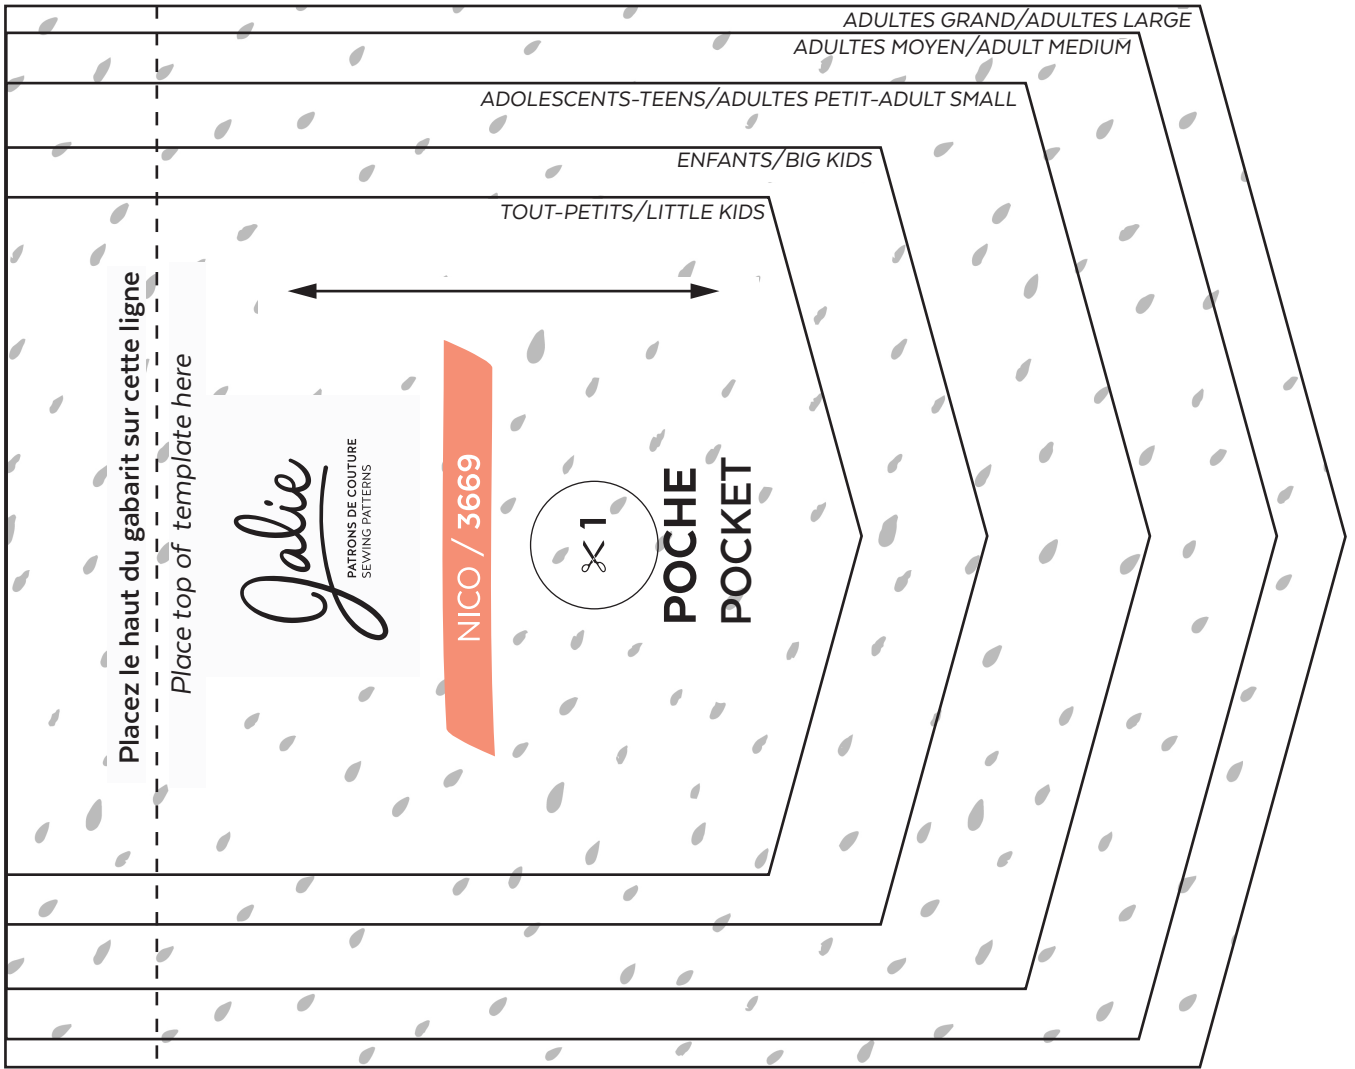 ADULTES GRAND/ADULTES LARGE
ADULTES MOYEN/ADULT MEDIUM
ADOLESCENTS-TEENS/ADULTES PETIT-ADULT SMALL
ENFANTS/BIG KIDS
TOUT-PETITS/LITTLE KIDS
Placez le haut du gabarit sur cette ligne
Place top of template here
Jalie
PATRONS DE COUTURE
SEWING PATTERNS
NICO / 3669
1
POCHE
POCKET